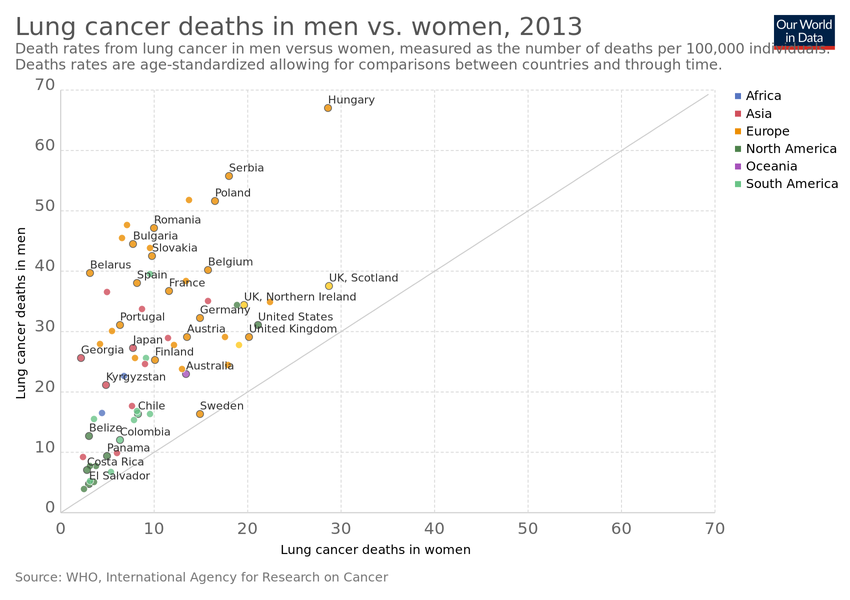 Lung cancer deaths in men vs. women, 2013
Our World
in Data
Death rates from lung cancer in men versus women, measured as the number of deaths per 100,000 individuals.
Deaths rates are age-standardized allowing for comparisons between countries and through time.
70
60
50
40
30
20
10
0
Lung cancer deaths in men
Hungary
Serbia
Poland
Romania
Bulgaria
Slovakia
Belarus
Belgium
Spain
France
UK, Scotland
UK, Northern Ireland
Portugal
Germany
United States
Austria
United Kingdom
Japan
Georgia
Finland
Kyrgyzstan
Australia
Chile
Sweden
Belize
Colombia
Panama
Costa Rica
El Salvador
0 10 20 30 40 50 60 70
Lung cancer deaths in women
Africa
Asia
Europe
North America
Oceania
South America
Source: WHO, International Agency for Research on Cancer